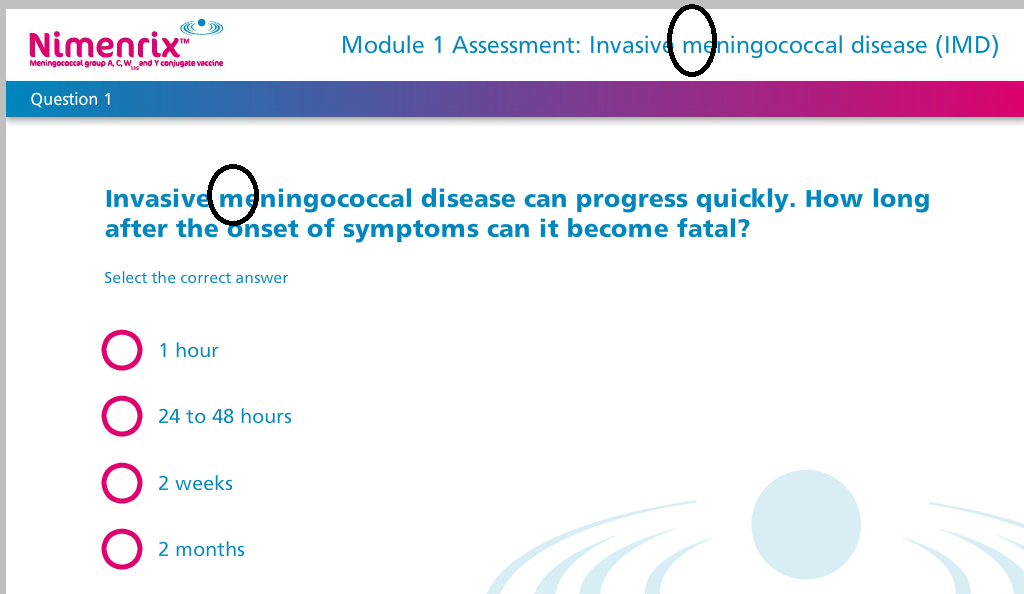 Nimenrix™
Meningococcal group A, C, W135 and Y conjugate vaccine
Module 1 Assessment: Invasive meningococcal disease (IMD)
Question 1
Invasive meningococcal disease can progress quickly. How long
after the onset of symptoms can it become fatal?
Select the correct answer
1 hour
24 to 48 hours
2 weeks
2 months